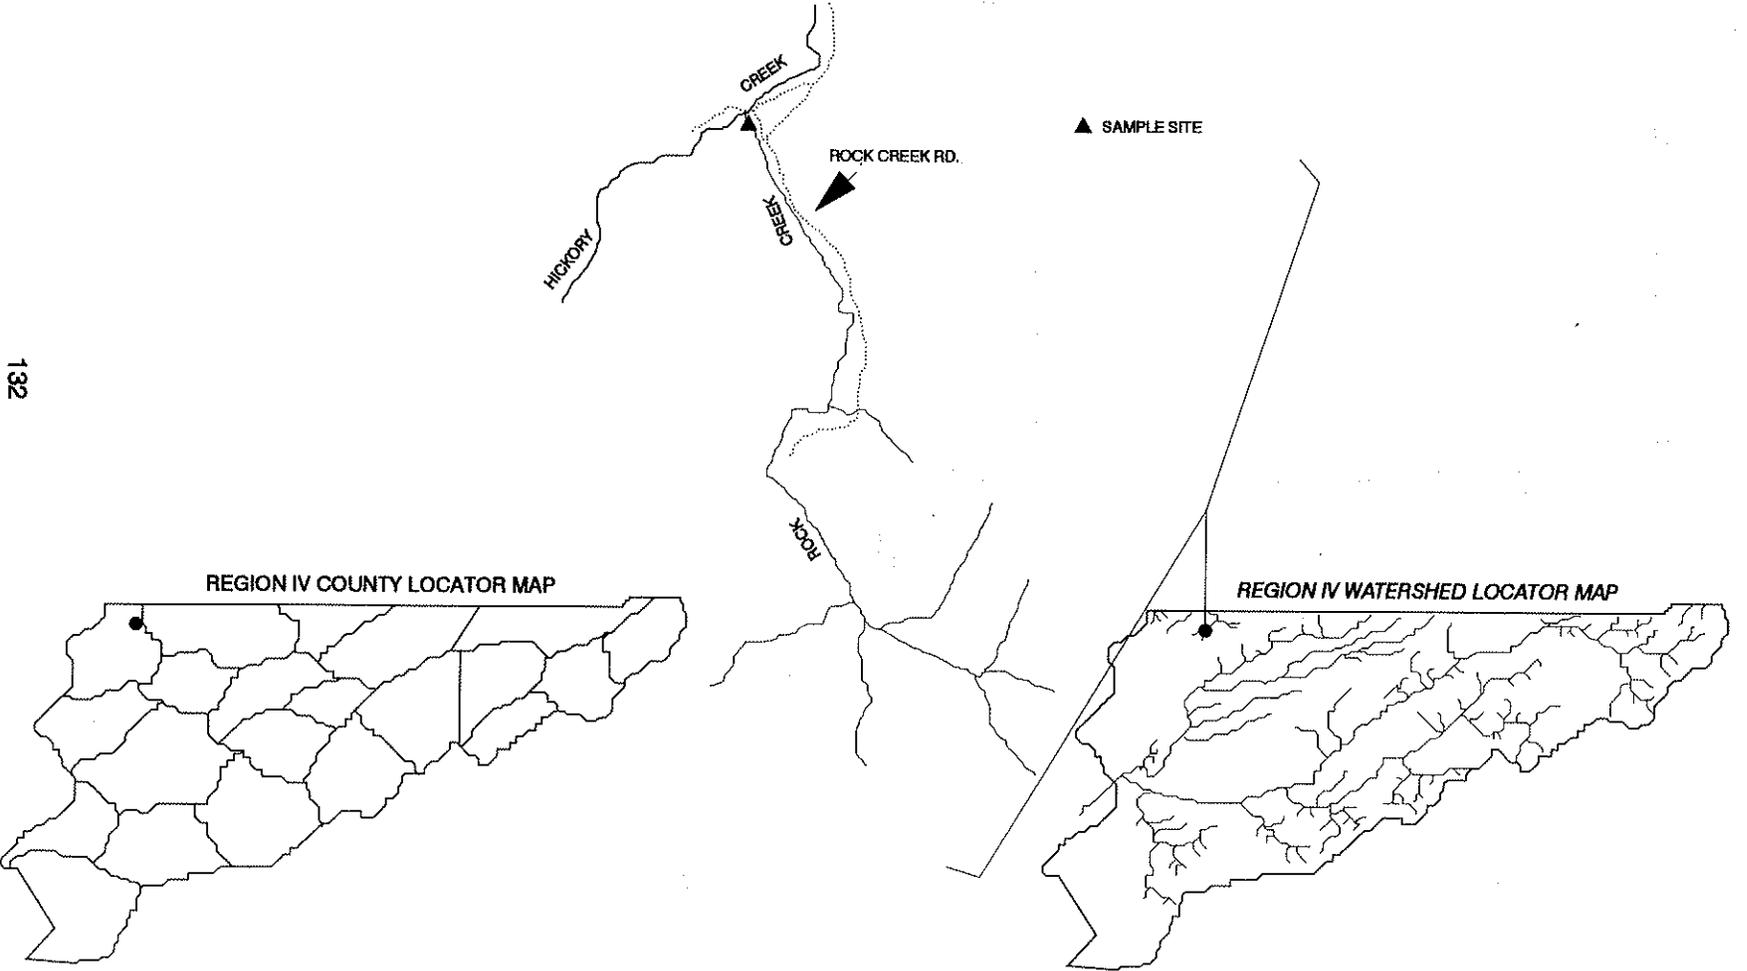 CREEK
SAMPLE SITE
ROCK CREEK RD.
CREEK
HICKORY
132
ROCK
REGION IV COUNTY LOCATOR MAP
REGION IV WATERSHED LOCATOR MAP